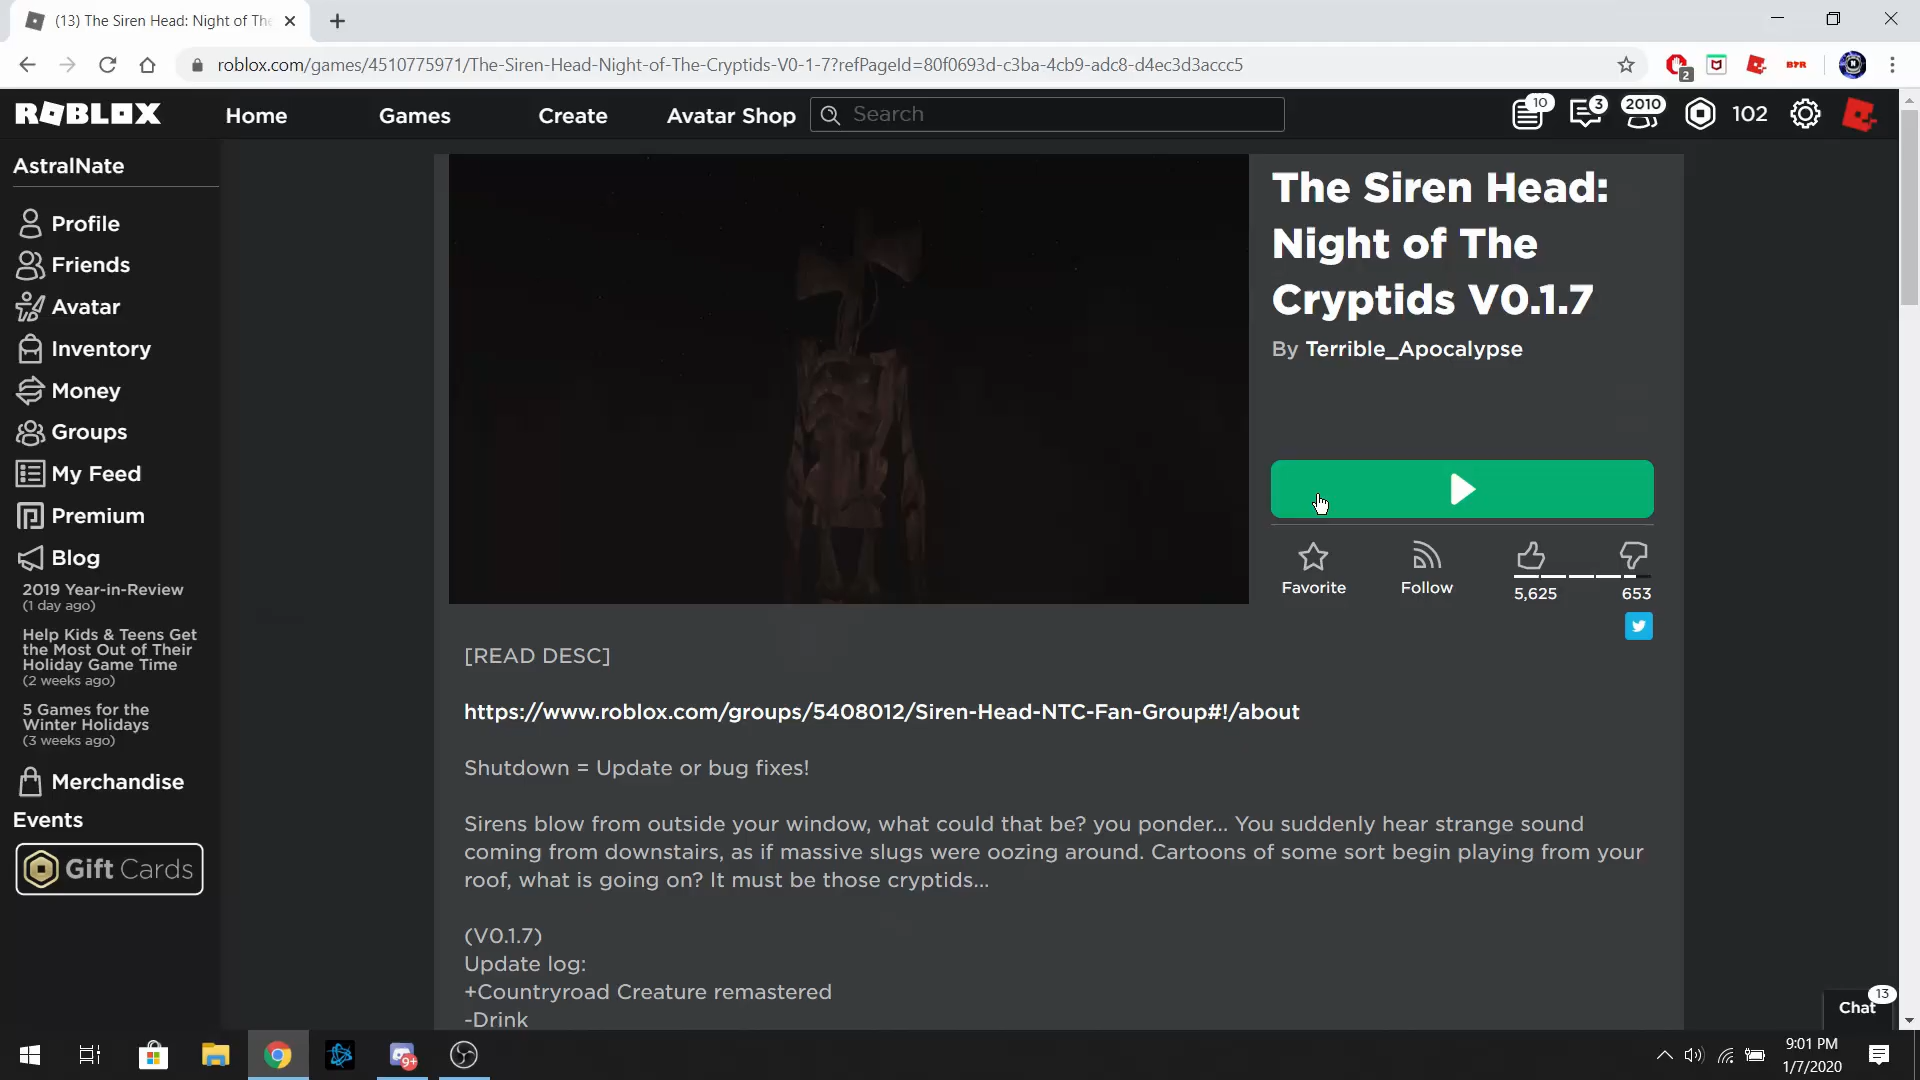 (13) The Siren Head: Night of The
roblox.com/games/4510775971/The-Siren-Head-Night-of-The-Cryptids-V0-1-7?refPageId=80f0693d-c3ba-4cb9-adc8-d4ec3d3accc5
2
BTR
ROBLOX
Home
Games
Create
Avatar Shop
Search
10
3
2010
102
AstralNate
Profile
Friends
Avatar
Inventory
Money
Groups
My Feed
Premium
Blog
2019 Year-in-Review
(1 day ago)
Help Kids & Teens Get
the Most Out of Their
Holiday Game Time
(2 weeks ago)
5 Games for the
Winter Holidays
(3 weeks ago)
Merchandise
Events
Gift Cards
The Siren Head:
Night of The
Cryptids V0.1.7
By Terrible_Apocalypse
Favorite
Follow
5,625
653
[READ DESC]
https://www.roblox.com/groups/5408012/Siren-Head-NTC-Fan-Group#!/about
Shutdown = Update or bug fixes!
Sirens blow from outside your window, what could that be? you ponder... You suddenly hear strange sound
coming from downstairs, as if massive slugs were oozing around. Cartoons of some sort begin playing from your
roof, what is going on? It must be those cryptids...
(V0.1.7)
Update log:
+Countryroad Creature remastered
-Drink
Chat
13
9+
9:01 PM
1/7/2020